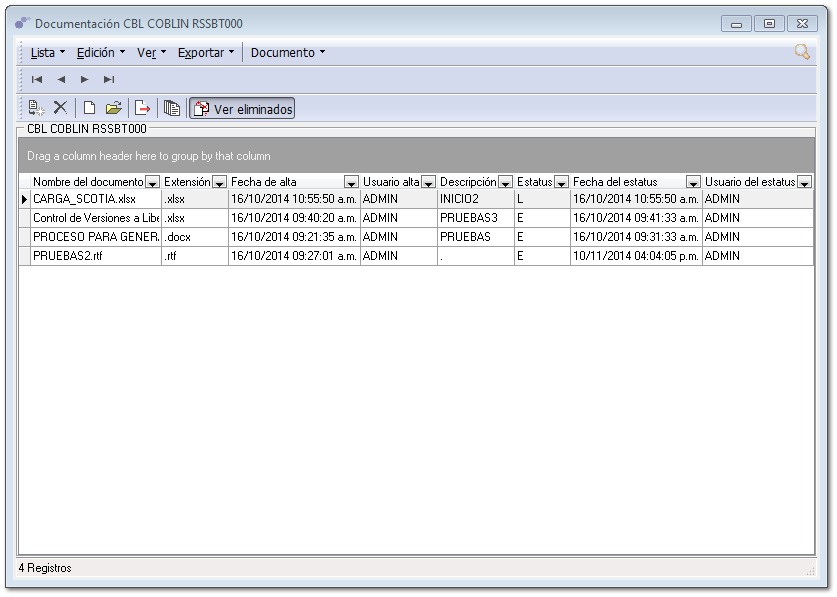 Documentación CBL COBLIN RSSBT000
Lista Edición Ver Exportar Documento
Ver eliminados
CBL COBLIN RSSBT000
Drag a column header here to group by that column
Nombre del documento Extensión Fecha de alta Usuario alta Descripción Estatus Fecha del estatus Usuario del estatus
CARGA_SCOTIA.xlsx .xlsx 16/10/2014 10:55:50 a.m. ADMIN INICIO2 L 16/10/2014 10:55:50 a.m. ADMIN
Control de Versiones a Libe .xlsx 16/10/2014 09:40:20 a.m. ADMIN PRUEBAS3 E 16/10/2014 09:41:33 a.m. ADMIN
PROCESO PARA GENER .docx 16/10/2014 09:21:35 a.m. ADMIN PRUEBAS E 16/10/2014 09:31:33 a.m. ADMIN
PRUEBAS2.rtf .rtf 16/10/2014 09:27:01 a.m. ADMIN . E 10/11/2014 04:04:05 p.m. ADMIN
4 Registros